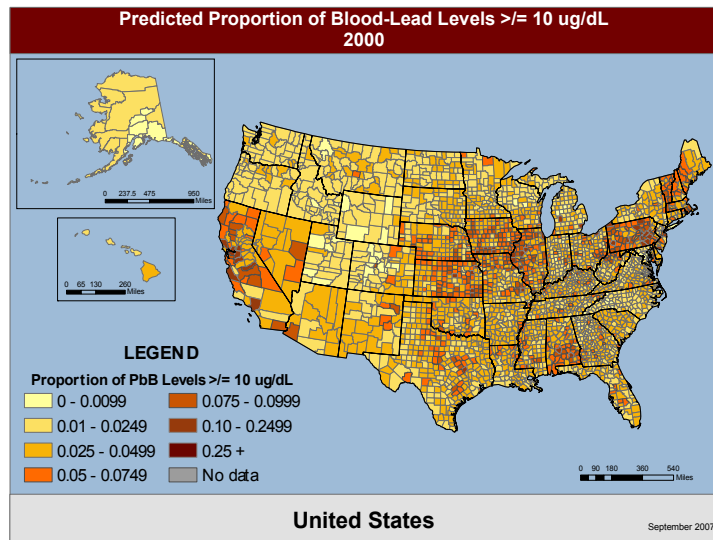 Predicted Proportion of Blood-Lead Levels >/= 10 ug/dL
2000
0 237.5 475 950
Miles
0 65 130 260
Miles
LEGEND
Proportion of PbB Levels >/= 10 ug/dL
0 - 0.0099
0.01 - 0.0249
0.025 - 0.0499
0.05 - 0.0749
0.075 - 0.0999
0.10 - 0.2499
0.25 +
No data
0 90 180 360 540
Miles
United States
September 2007